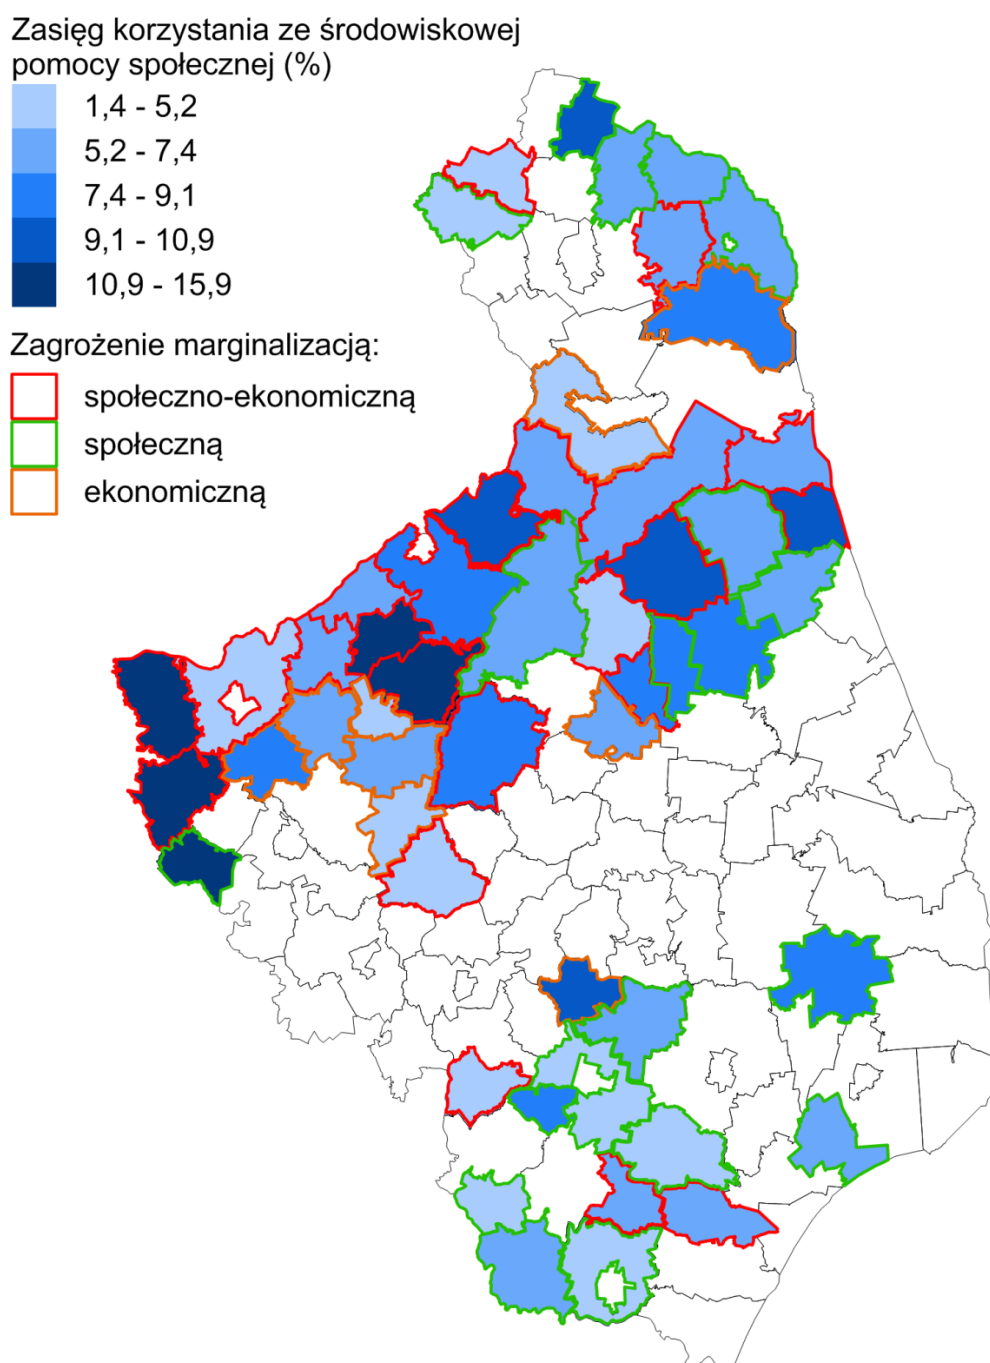 Zasięg korzystania ze środowiskowej
pomocy społecznej (%)
1,4 - 5,2
5,2 - 7,4
7,4 - 9,1
9,1 - 10,9
10,9 - 15,9
Zagrożenie marginalizacją:
społeczno-ekonomiczną
społeczną
ekonomiczną